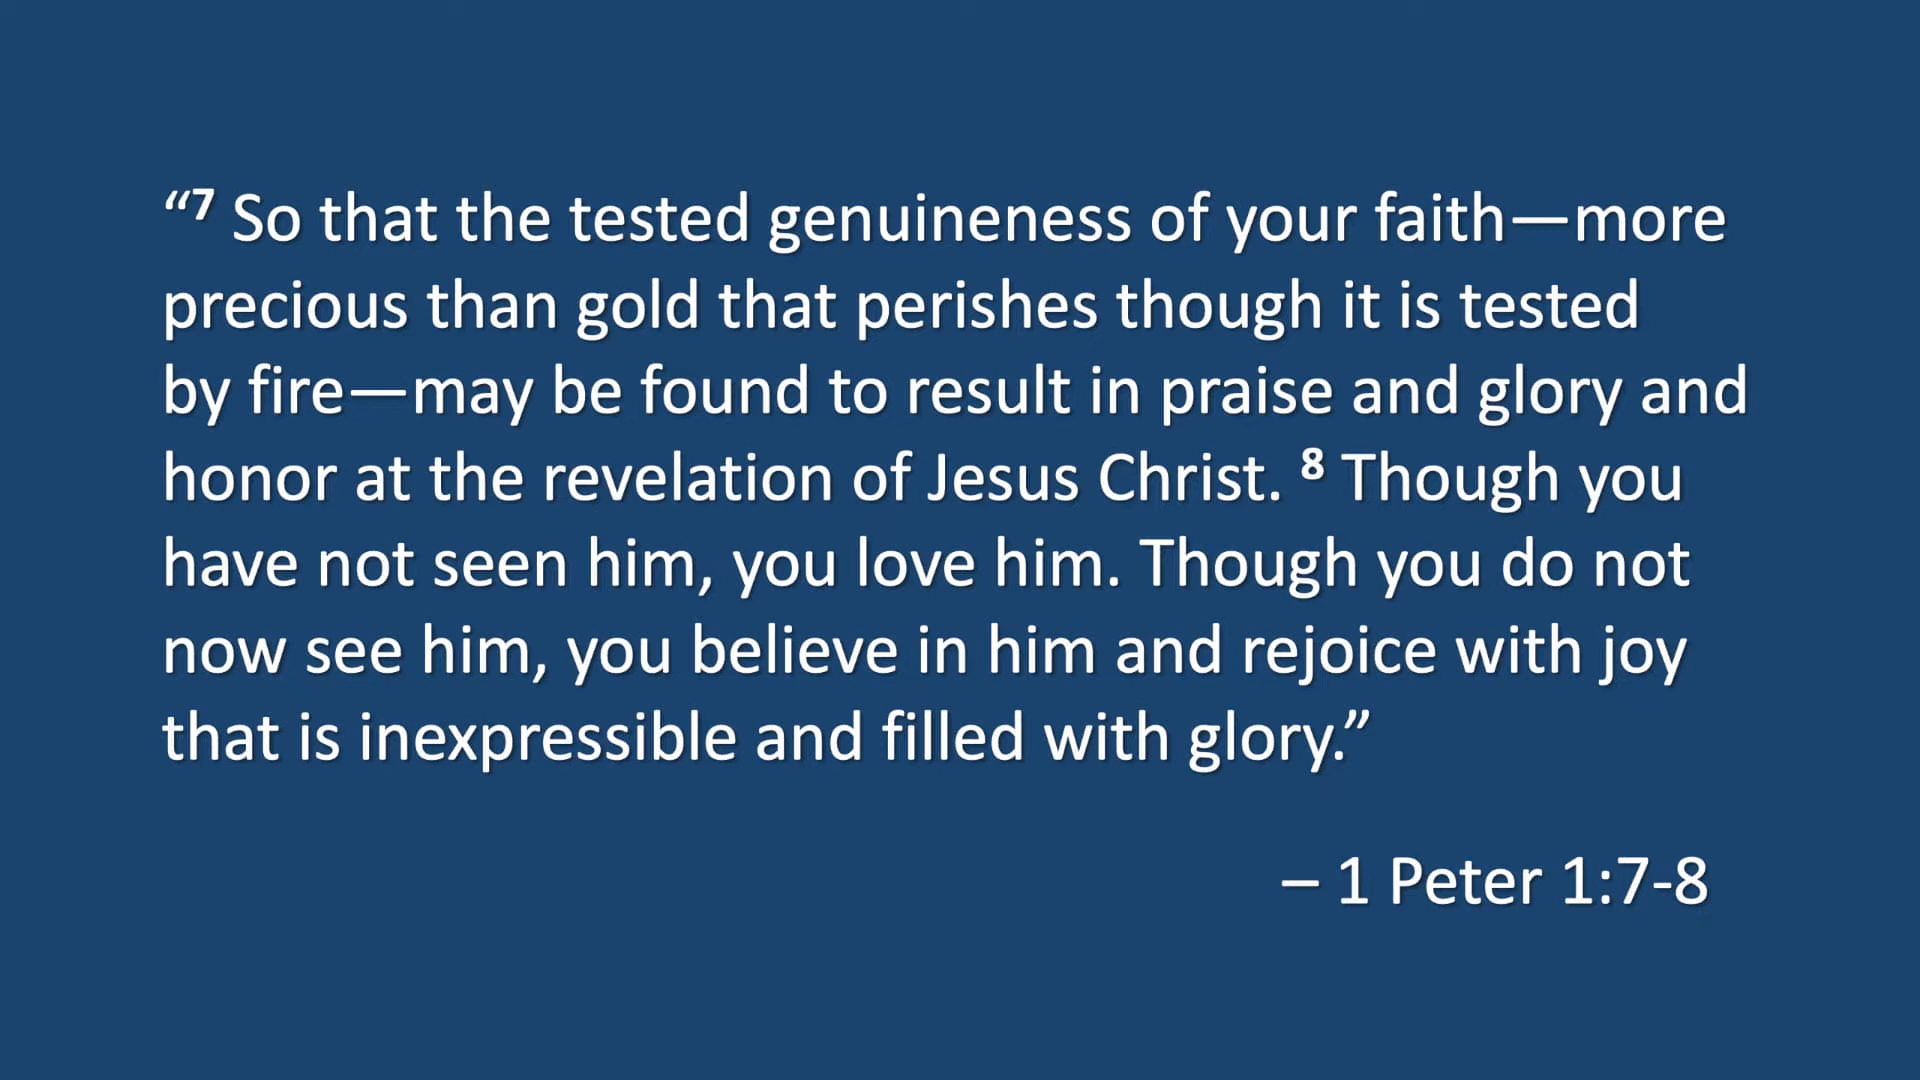 “⁷ So that the tested genuineness of your faith—more
precious than gold that perishes though it is tested
by fire—may be found to result in praise and glory and
honor at the revelation of Jesus Christ. ⁸ Though you
have not seen him, you love him. Though you do not
now see him, you believe in him and rejoice with joy
that is inexpressible and filled with glory.”
– 1 Peter 1:7-8